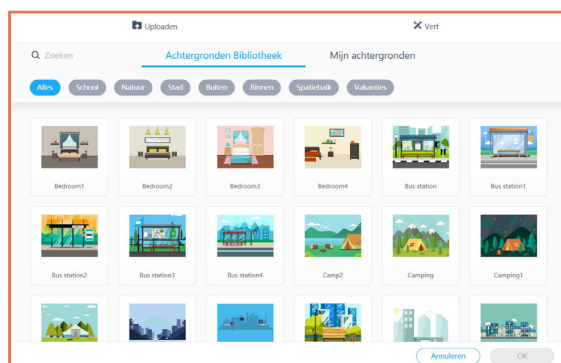 Uploaden Verf
Zoeken Achtergronden Bibliotheek Mijn achtergronden
Alles School Natuur Stad Buiten Binnen Spatiebalk Vakanties
Bedroom1 Bedroom2 Bedroom3 Bedroom4 Bus station Bus station1
Bus station2 Bus station3 Bus station4 Camp2 Camping Camping1
Annuleren OK